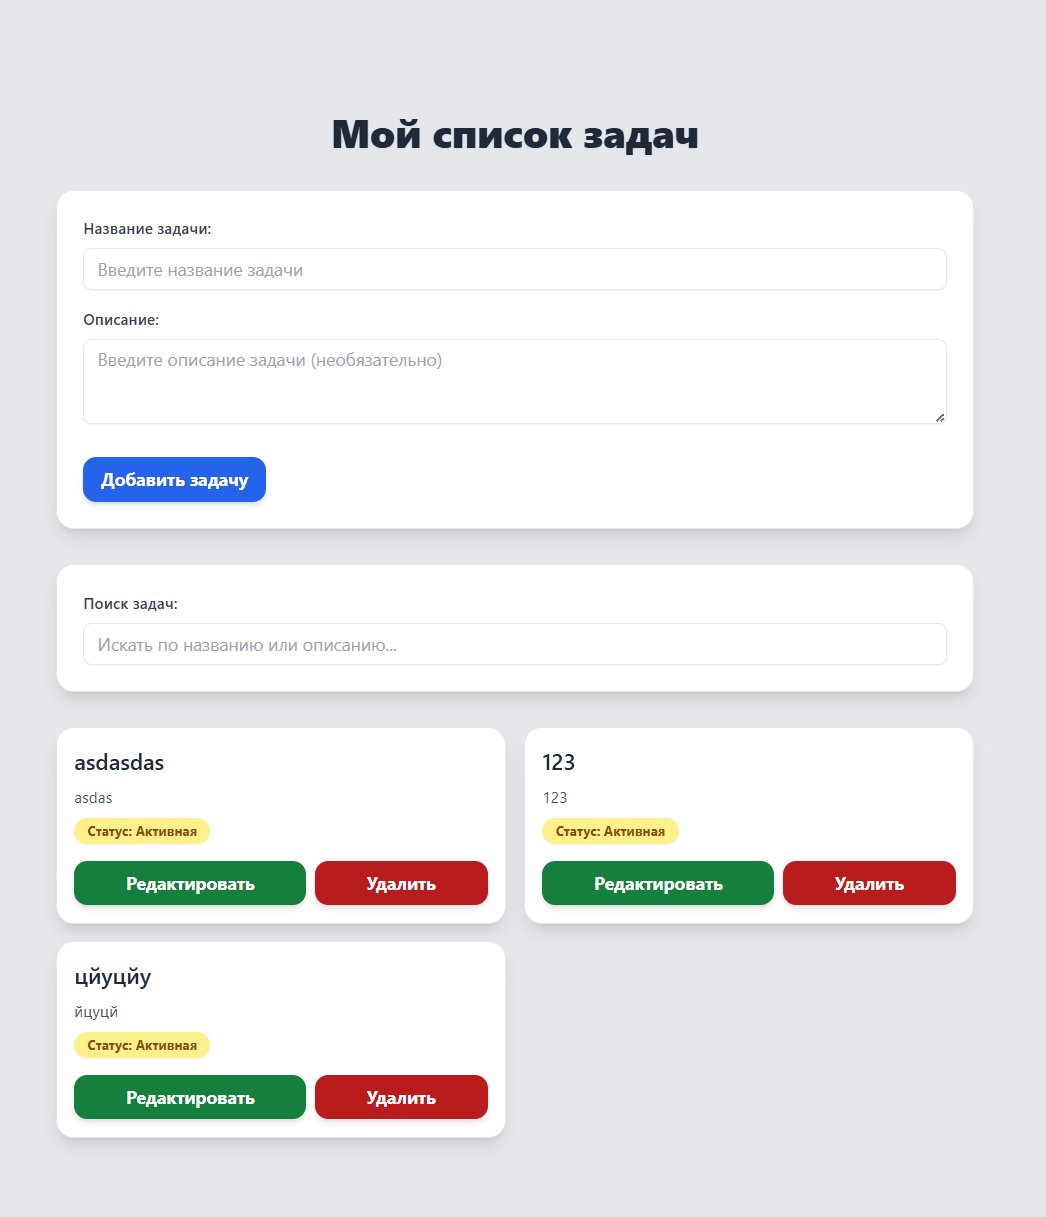 Мой список задач
Название задачи:
Введите название задачи
Описание:
Введите описание задачи (необязательно)
Добавить задачу
Поиск задач:
Искать по названию или описанию...
asdasdas
asdas
Статус: Активная
Редактировать
Удалить
123
123
Статус: Активная
Редактировать
Удалить
цйуцйу
йцуцй
Статус: Активная
Редактировать
Удалить